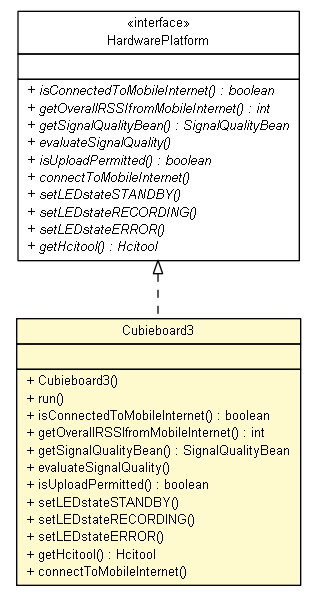 «interface»
HardwarePlatform
+ isConnectedToMobileInternet() : boolean
+ getOverallRSSIfromMobileInternet() : int
+ getSignalQualityBean() : SignalQualityBean
+ evaluateSignalQuality()
+ isUploadPermitted() : boolean
+ connectToMobileInternet()
+ setLEDstateSTANDBY()
+ setLEDstateRECORDING()
+ setLEDstateERROR()
+ getHcitool() : Hcitool
Cubieboard3
+ Cubieboard3()
+ run()
+ isConnectedToMobileInternet() : boolean
+ getOverallRSSIfromMobileInternet() : int
+ getSignalQualityBean() : SignalQualityBean
+ evaluateSignalQuality()
+ isUploadPermitted() : boolean
+ setLEDstateSTANDBY()
+ setLEDstateRECORDING()
+ setLEDstateERROR()
+ getHcitool() : Hcitool
+ connectToMobileInternet()